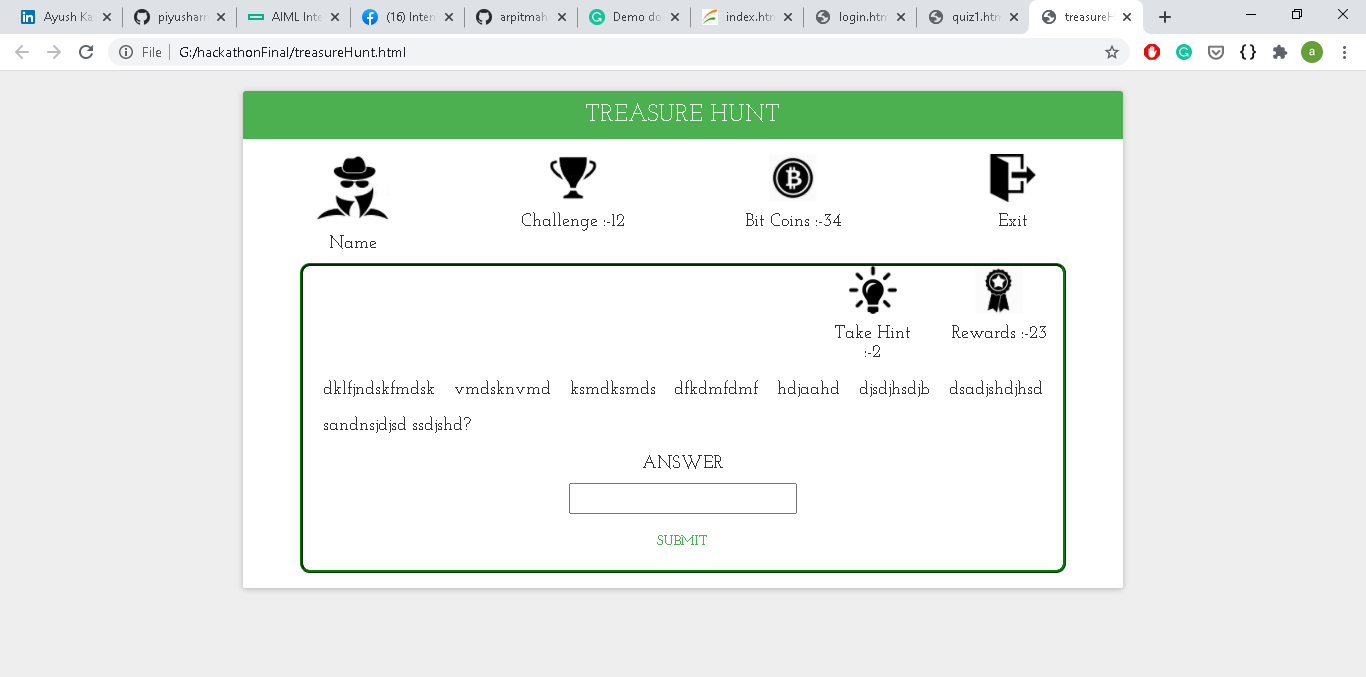 Ayush Ka
piyusharr
AIML Inte
(16) Intern
arpitmah
Demo do
index.htm
login.htm
quiz1.htm
treasureH
File
G:/hackathonFinal/treasureHunt.html
a
TREASURE HUNT
Name
Challenge :-12
Bit Coins :-34
Exit
Take Hint
:-2
Rewards :-23
dklfjndskfmdsk vmdsknvmd ksmdksmds dfkdmfdmf hdjaahd djsdjhsdjb dsadjshdjhsd
sandnsjdjsd ssdjshd?
ANSWER
SUBMIT